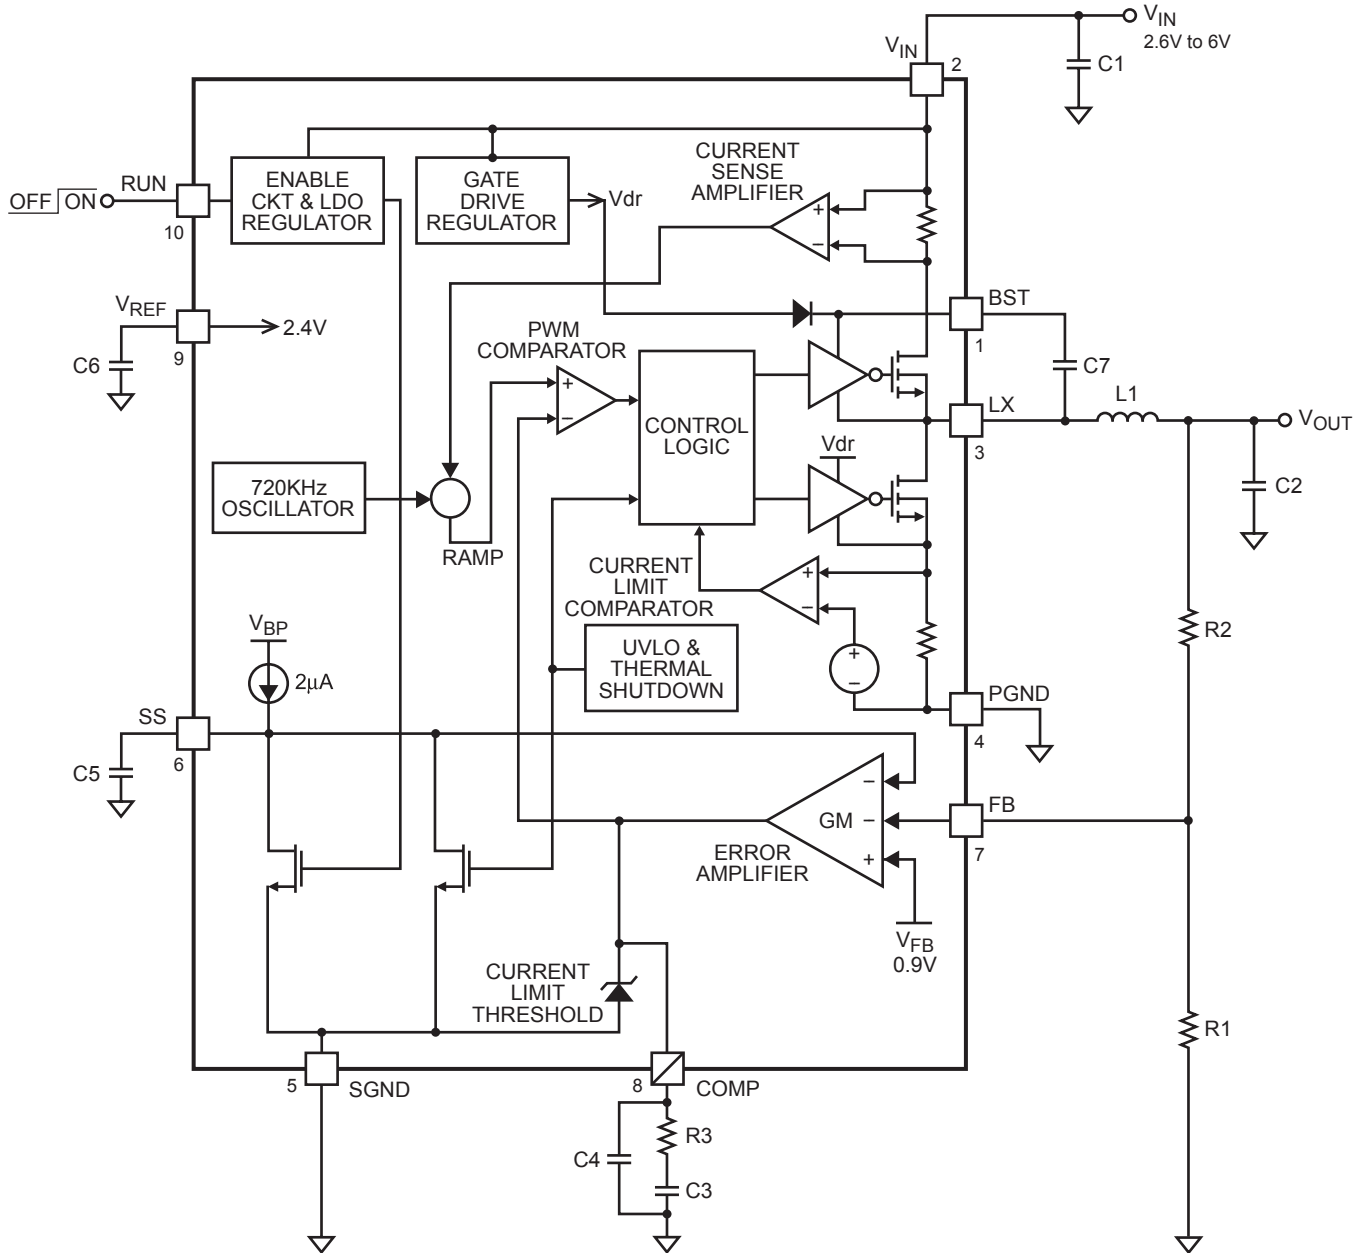 V_IN
2.6V to 6V
C1
V_IN
2
RUN
OFF ON
10
ENABLE
CKT & LDO
REGULATOR
GATE
DRIVE
REGULATOR
Vdr
CURRENT
SENSE
AMPLIFIER
+
−
V_REF
9
2.4V
C6
BST
1
C7
PWM
COMPARATOR
+
−
CONTROL
LOGIC
LX
3
L1
V_OUT
C2
Vdr
720KHz
OSCILLATOR
RAMP
CURRENT
LIMIT
COMPARATOR
+
−
+
−
UVLO &
THERMAL
SHUTDOWN
R2
V_BP
2µA
SS
6
C5
PGND
4
−
GM −
+
ERROR
AMPLIFIER
FB
7
V_FB
0.9V
CURRENT
LIMIT
THRESHOLD
R1
5
SGND
8
COMP
R3
C4
C3